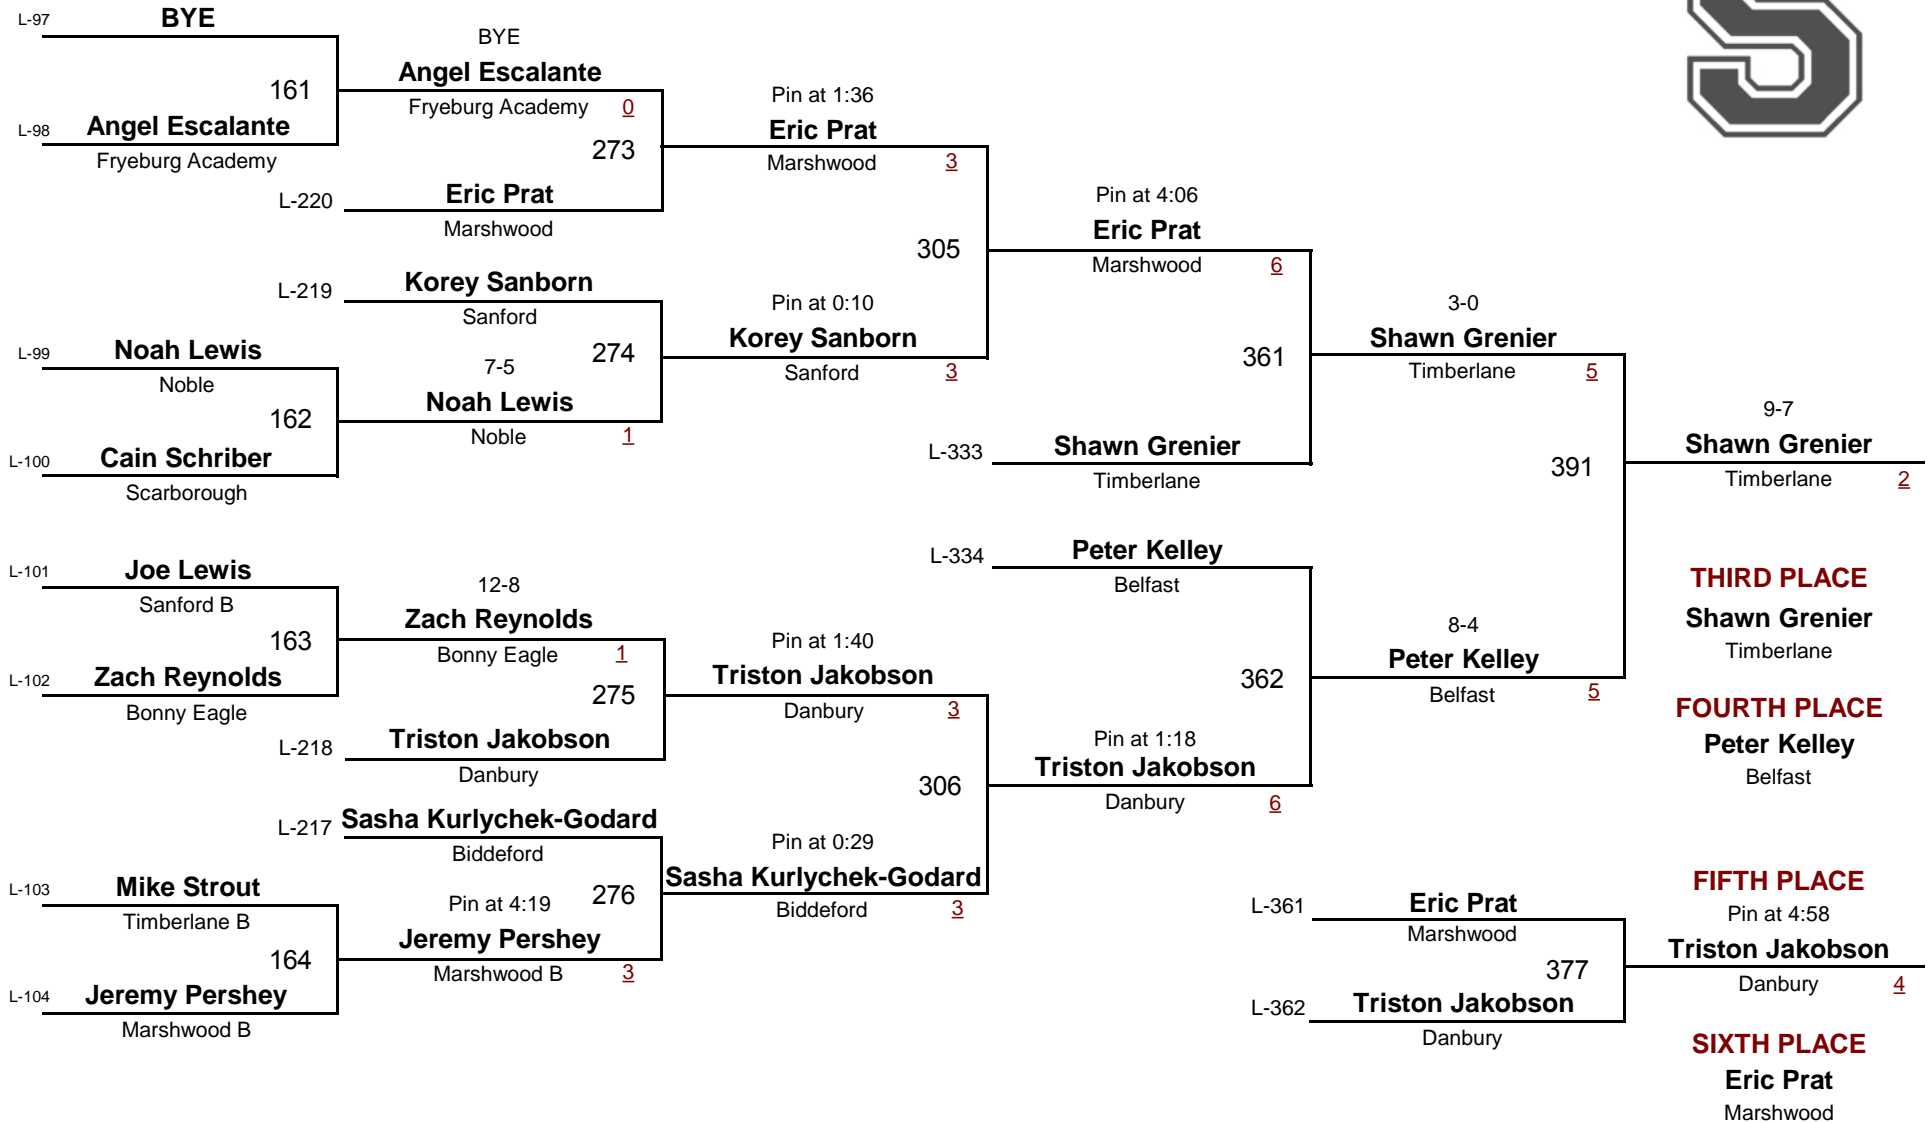 L-97
BYE
161
L-98
Angel Escalante
Fryeburg Academy
BYE
Angel Escalante
Fryeburg Academy
0
273
L-220
Eric Prat
Marshwood
Pin at 1:36
Eric Prat
Marshwood
3
305
L-219
Korey Sanborn
Sanford
L-99
Noah Lewis
Noble
162
L-100
Cain Schriber
Scarborough
274
7-5
Noah Lewis
Noble
1
Pin at 0:10
Korey Sanborn
Sanford
3
Pin at 4:06
Eric Prat
Marshwood
6
361
L-333
Shawn Grenier
Timberlane
3-0
Shawn Grenier
Timberlane
5
391
9-7
Shawn Grenier
Timberlane
2
L-101
Joe Lewis
Sanford B
163
L-102
Zach Reynolds
Bonny Eagle
12-8
Zach Reynolds
Bonny Eagle
1
275
L-218
Triston Jakobson
Danbury
Pin at 1:40
Triston Jakobson
Danbury
3
306
L-217
Sasha Kurlychek-Godard
Biddeford
L-103
Mike Strout
Timberlane B
164
L-104
Jeremy Pershey
Marshwood B
276
Pin at 4:19
Jeremy Pershey
Marshwood B
3
Pin at 0:29
Sasha Kurlychek-Godard
Biddeford
3
L-334
Peter Kelley
Belfast
362
Pin at 1:18
Triston Jakobson
Danbury
6
8-4
Peter Kelley
Belfast
5
THIRD PLACE
Shawn Grenier
Timberlane
FOURTH PLACE
Peter Kelley
Belfast
L-361
Eric Prat
Marshwood
377
L-362
Triston Jakobson
Danbury
FIFTH PLACE
Pin at 4:58
Triston Jakobson
Danbury
4
SIXTH PLACE
Eric Prat
Marshwood
S